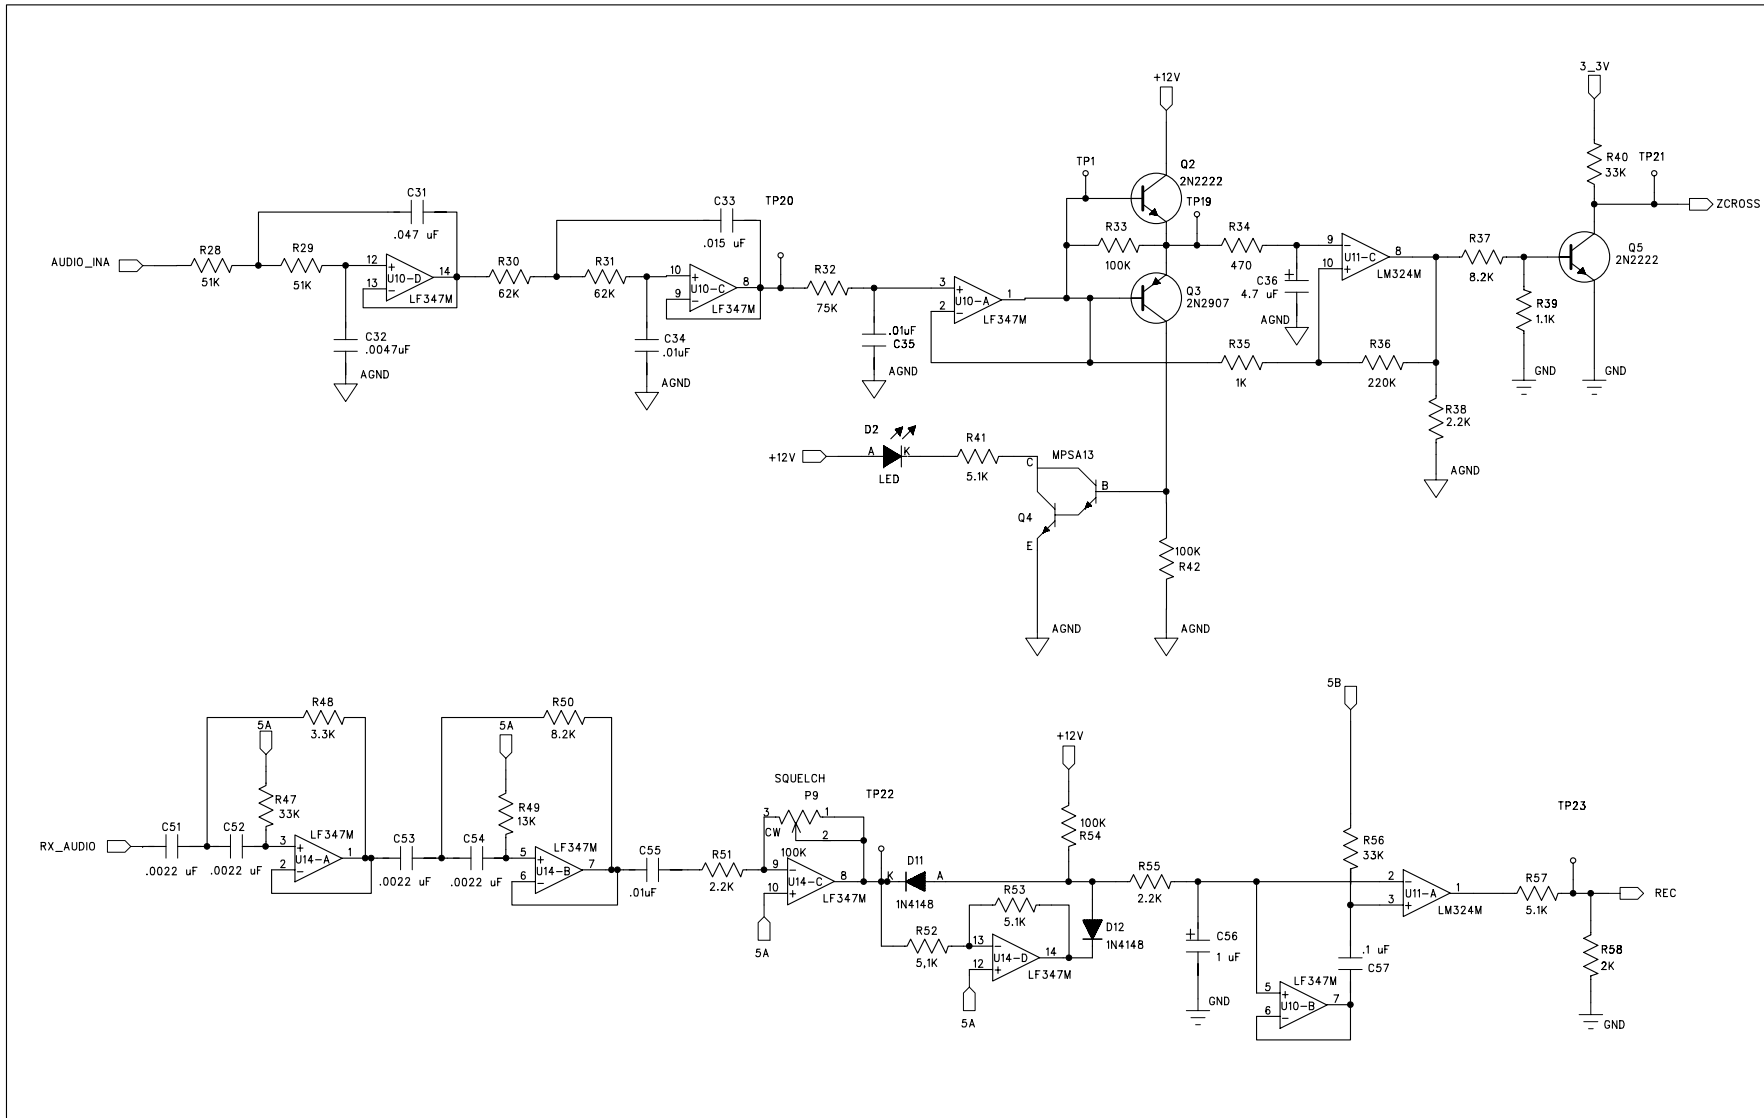 3_3V
+12V
R40
33K
TP21
ZCROSS
TP1
Q2
2N2222
TP19
C31
.047 uF
C33
.015 uF
TP20
R33
100K
R34
470
9
10
U11-C
8
LM324M
R37
8.2K
Q5
2N2222
AUDIO_INA
R28
51K
R29
51K
12
13
U10-D
14
LF347M
R30
62K
R31
62K
10
9
U10-C
8
LF347M
R32
75K
3
2
U10-A
1
LF347M
Q3
2N2907
C36
4.7 uF
AGND
R39
1.1K
C32
.0047uF
AGND
C34
.01uF
AGND
.01uF
C35
AGND
R35
1K
R36
220K
GND
GND
R38
2.2K
AGND
+12V
D2
A
K
LED
R41
5.1K
MPSA13
C
B
Q4
E
100K
R42
AGND
AGND
R48
3.3K
5A
R50
8.2K
5A
5B
+12V
SQUELCH
P9
3
1
CW
2
100K
TP22
R47
33K
R49
13K
100K
R54
R56
33K
TP23
RX_AUDIO
C51
.0022 uF
C52
.0022 uF
3
2
U14-A
1
LF347M
C53
.0022 uF
C54
.0022 uF
5
6
U14-B
7
LF347M
C55
.01uF
R51
2.2K
9
10
U14-C
8
LF347M
5A
K
D11
A
1N4148
R53
5.1K
R52
5,1K
13
12
U14-D
14
LF347M
5A
D12
1N4148
R55
2.2K
C56
1 uF
GND
2
3
U11-A
1
LM324M
R57
5.1K
REC
R58
2K
GND
.1 uF
C57
LF347M
5
6
U10-B
7